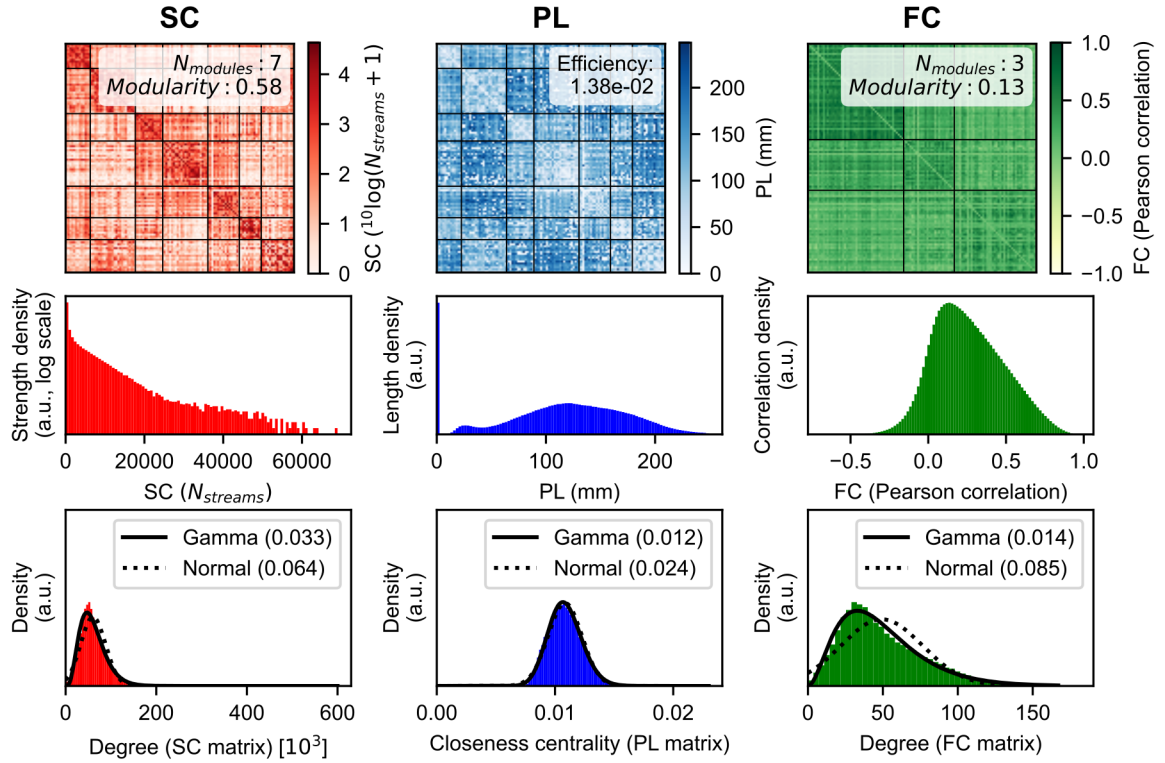 SC
PL
FC
N_modules : 7
Modularity : 0.58
4
3
2
1
0
SC (^10log(N_streams + 1)
Efficiency:
1.38e-02
200
150
100
50
0
PL (mm)
N_modules : 3
Modularity : 0.13
1.0
0.5
0.0
−0.5
−1.0
FC (Pearson correlation)
Strength density
(a.u., log scale)
0
20000
40000
60000
SC (N_streams)
Length density
(a.u.)
0
100
200
PL (mm)
Correlation density
(a.u.)
−0.5
0.0
0.5
1.0
FC (Pearson correlation)
Density
(a.u.)
Gamma (0.033)
Normal (0.064)
0
200
400
600
Degree (SC matrix) [10³]
Density
(a.u.)
Gamma (0.012)
Normal (0.024)
0.00
0.01
0.02
Closeness centrality (PL matrix)
Density
(a.u.)
Gamma (0.014)
Normal (0.085)
0
50
100
150
Degree (FC matrix)